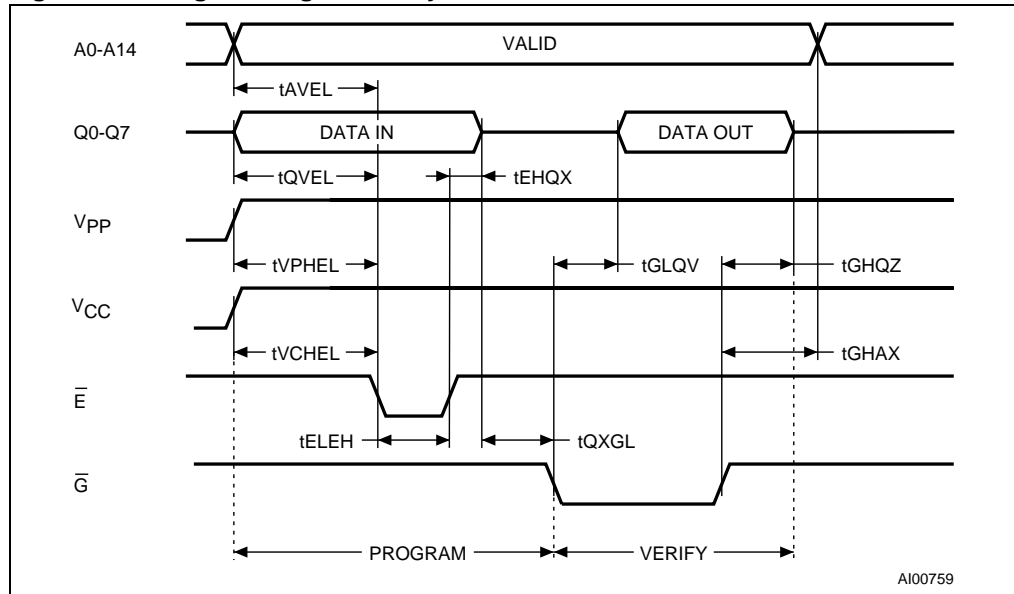 A0-A14
VALID
tAVEL
Q0-Q7
DATA IN
DATA OUT
tQVEL
tEHQX
VPP
tVPHEL
tGLQV
tGHQZ
VCC
tVCHEL
tGHAX
E
tELEH
tQXGL
G
PROGRAM
VERIFY
AI00759